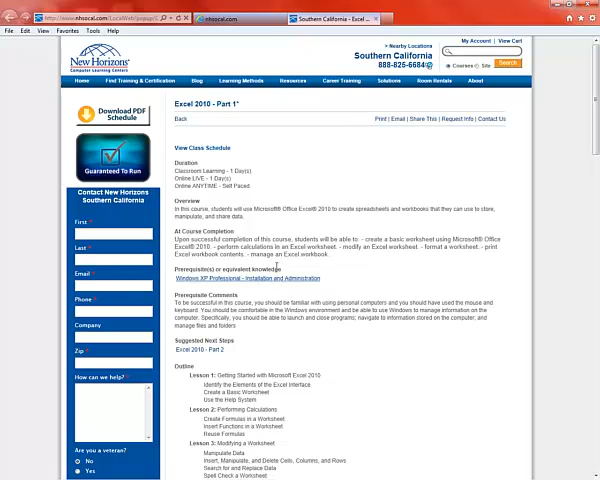 http://www.nhsocal.com/LocalWeb/popup/
nhsocal.com
Southern California - Exc...
File Edit View Favorites Tools Help
New Horizons®
Computer Learning Centers
> Nearby Locations
Southern California
888-825-6684
My Account | View Cart
Courses Site
Search
Home Find Training & Certification Blog Learning Methods Resources Career Training Solutions Room Rentals About
DOWNLOAD PDF
SCHEDULE
Guaranteed To Run
Contact New Horizons
Southern California
First *
Last *
Email *
Phone *
Company
Zip *
How can we help? *
Are you a veteran?
No
Yes
Excel 2010 - Part 1*
Back
Print | Email | Share This | Request Info | Contact Us
View Class Schedule
Duration
Classroom Learning - 1 Day(s)
Online LIVE - 1 Day(s)
Online ANYTIME - Self Paced
Overview
In this course, students will use Microsoft® Office Excel® 2010 to create spreadsheets and workbooks that they can use to store,
manipulate, and share data.
At Course Completion
Upon successful completion of this course, students will be able to: - create a basic worksheet using Microsoft® Office
Excel® 2010. - perform calculations in an Excel worksheet. - modify an Excel worksheet. - format a worksheet. - print
Excel workbook contents. - manage an Excel workbook.
Prerequisite(s) or equivalent knowledge
Windows XP Professional - Installation and Administration
Prerequisite Comments
To be successful in this course, you should be familiar with using personal computers and you should have used the mouse and
keyboard. You should be comfortable in the Windows environment and be able to use Windows to manage information on the
computer. Specifically, you should be able to launch and close programs; navigate to information stored on the computer; and
manage files and folders
Suggested Next Steps
Excel 2010 - Part 2
Outline
Lesson 1: Getting Started with Microsoft Excel 2010
Identify the Elements of the Excel Interface
Create a Basic Worksheet
Use the Help System
Lesson 2: Performing Calculations
Create Formulas in a Worksheet
Insert Functions in a Worksheet
Reuse Formulas
Lesson 3: Modifying a Worksheet
Manipulate Data
Insert, Manipulate, and Delete Cells, Columns, and Rows
Search for and Replace Data
Spell Check a Worksheet